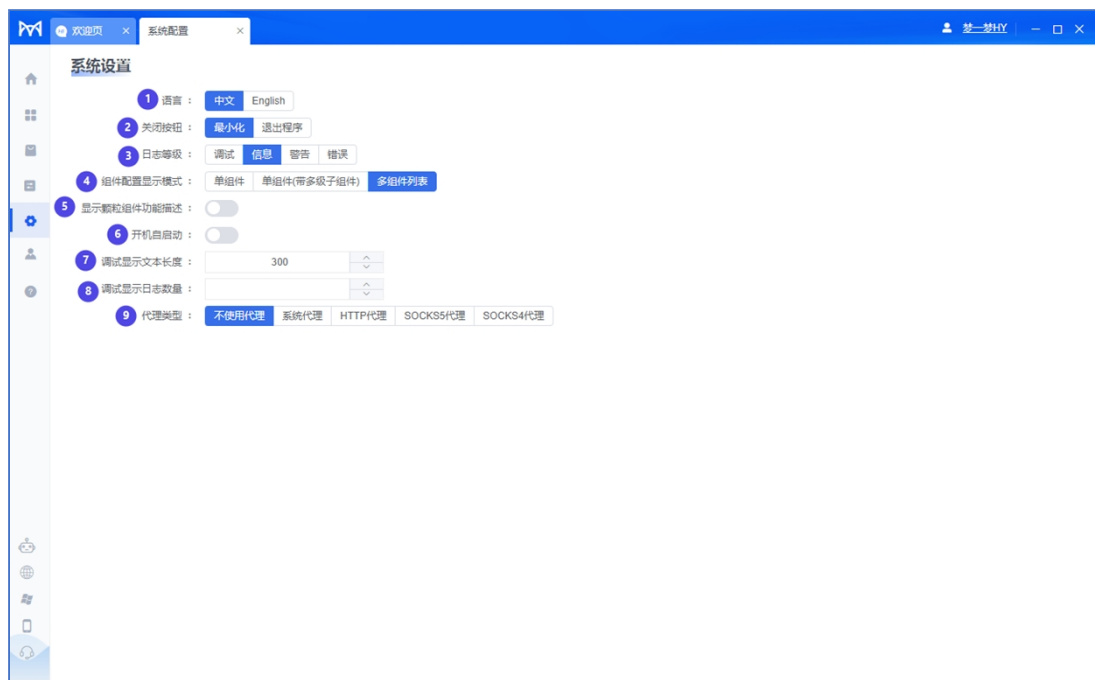 欢迎页 × 系统配置 × 梦一梦HY
系统设置
1 语言 : 中文 English
2 关闭按钮 : 最小化 退出程序
3 日志等级 : 调试 信息 警告 错误
4 组件配置显示模式 : 单组件 单组件(带多级子组件) 多组件列表
5 显示颗粒组件功能描述 :
6 开机自启动 :
7 调试显示文本长度 : 300
8 调试显示日志数量 :
9 代理类型 : 不使用代理 系统代理 HTTP代理 SOCKS5代理 SOCKS4代理